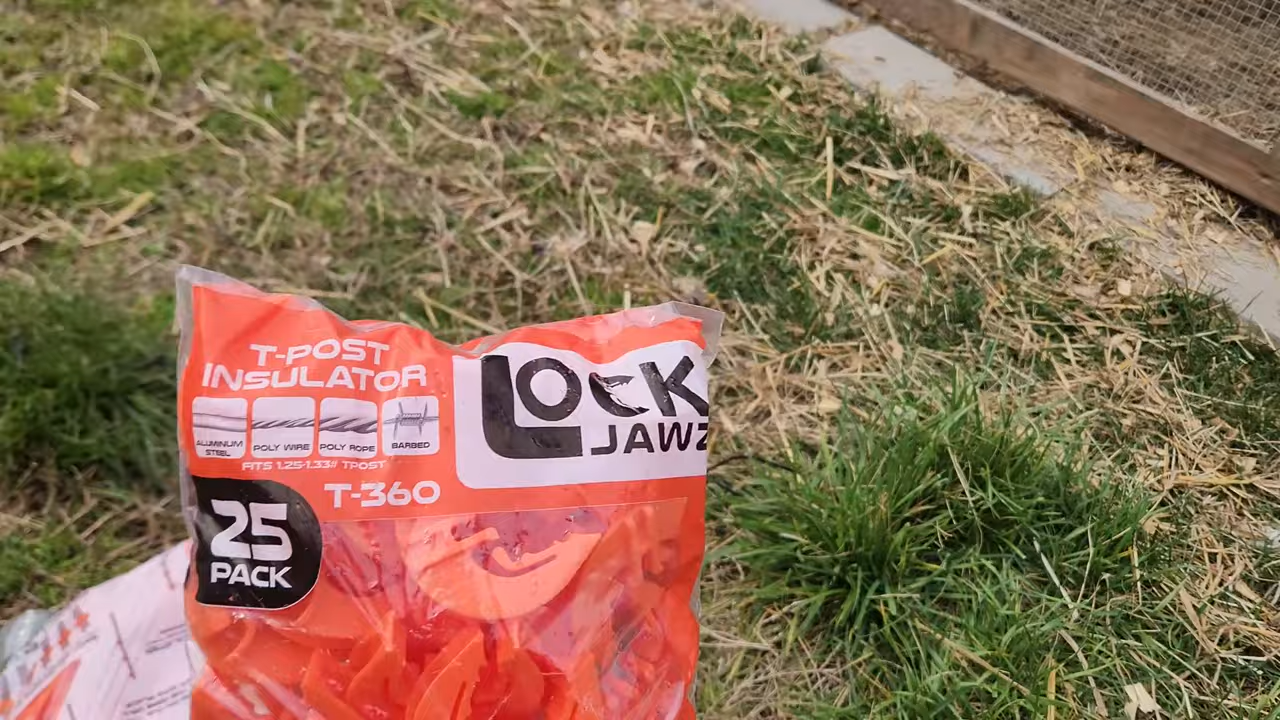 T-POST
INSULATOR
ALUMINUM
STEEL
POLY WIRE
POLY ROPE
BARBED
FITS 1.25-1.33# TPOST
T-360
25
PACK
LOCK
JAWZ